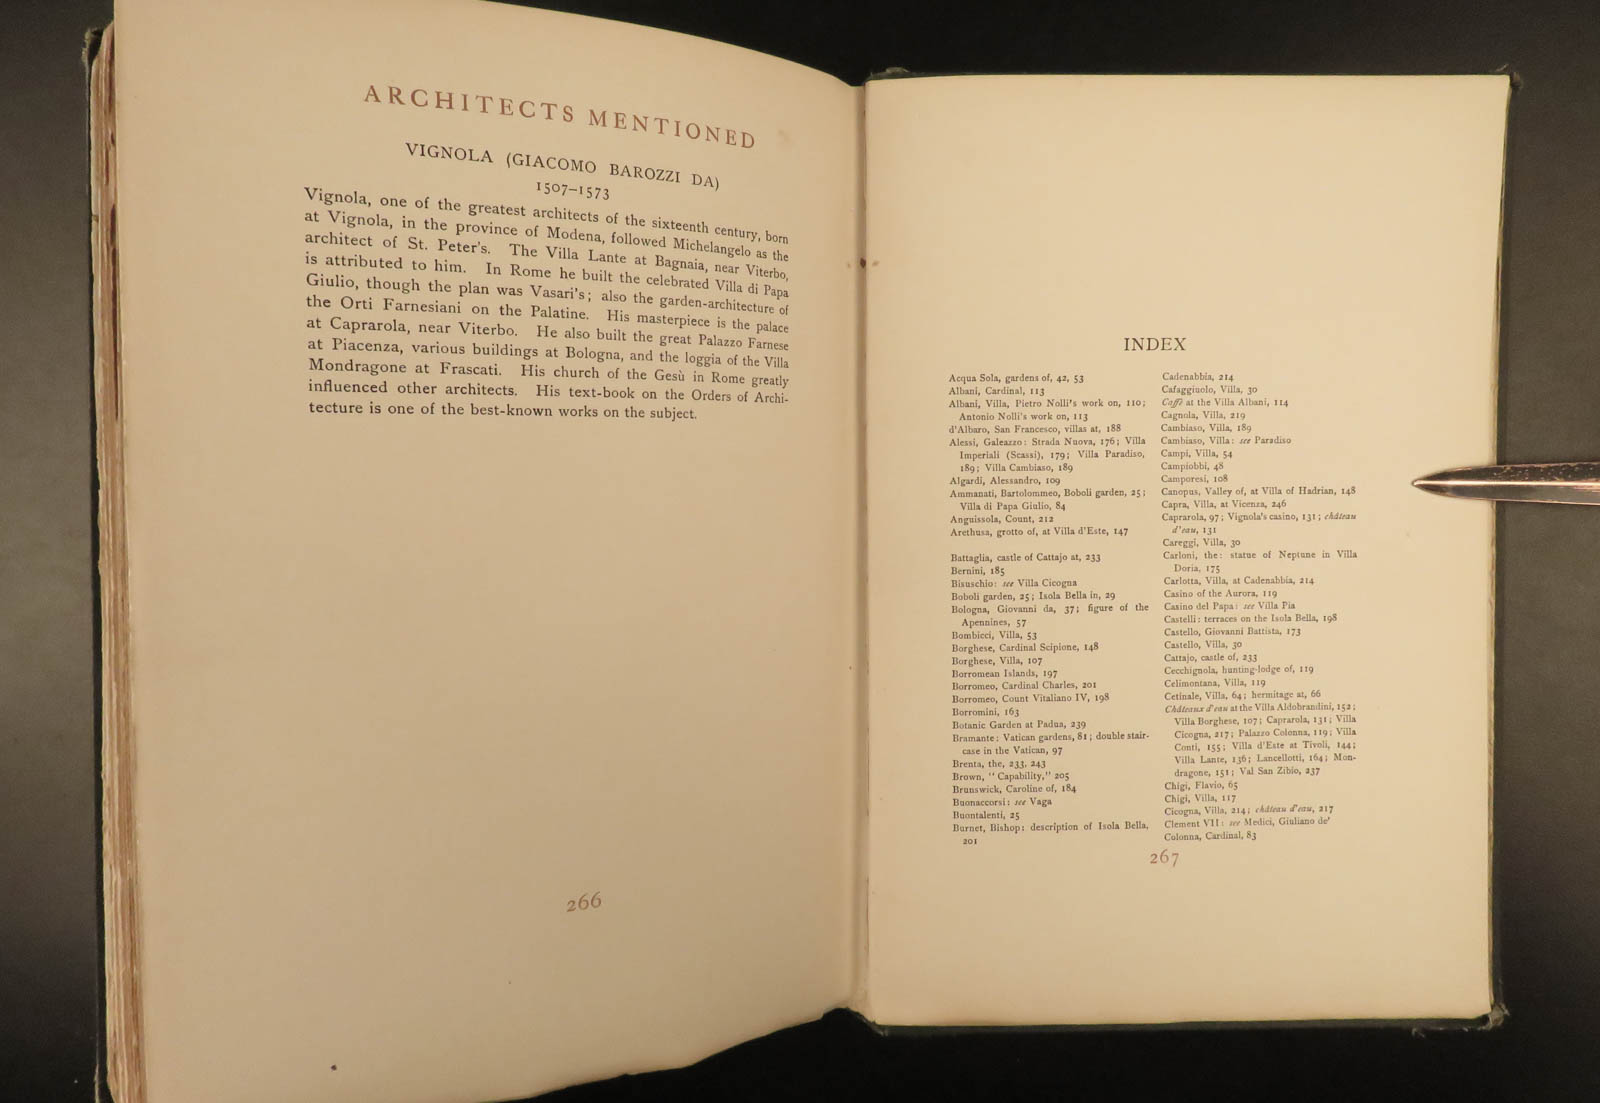 ARCHITECTS MENTIONED
VIGNOLA (GIACOMO BAROZZI DA)
1507–1573
Vignola, one of the greatest architects of the sixteenth century, born
at Vignola, in the province of Modena, followed Michelangelo as the
architect of St. Peter's. The Villa Lante at Bagnaia, near Viterbo,
is attributed to him. In Rome he built the celebrated Villa di Papa
Giulio, though the plan was Vasari's; also the garden-architecture of
the Orti Farnesiani on the Palatine. His masterpiece is the palace
at Caprarola, near Viterbo. He also built the great Palazzo Farnese
at Piacenza, various buildings at Bologna, and the loggia of the Villa
Mondragone at Frascati. His church of the Gesù in Rome greatly
influenced other architects. His text-book on the Orders of Archi-
tecture is one of the best-known works on the subject.
266
INDEX
Acqua Sola, gardens of, 42, 53
Albani, Cardinal, 113
Albani, Villa, Pietro Nolli's work on, 110;
Antonio Nolli's work on, 113
d'Albaro, San Francesco, villas at, 188
Alessi, Galeazzo: Strada Nuova, 176; Villa
Imperiali (Scassi), 179; Villa Paradiso,
189; Villa Cambiaso, 189
Algardi, Alessandro, 109
Ammanati, Bartolommeo, Boboli garden, 25;
Villa di Papa Giulio, 84
Anguissola, Count, 212
Arethusa, grotto of, at Villa d'Este, 147
Battaglia, castle of Cattajo at, 233
Bernini, 185
Bisuschio: see Villa Cicogna
Boboli garden, 25; Isola Bella in, 29
Bologna, Giovanni da, 37; figure of the
Apennines, 57
Bombicci, Villa, 53
Borghese, Cardinal Scipione, 148
Borghese, Villa, 107
Borromean Islands, 197
Borromeo, Cardinal Charles, 201
Borromeo, Count Vitaliano IV, 198
Borromini, 163
Botanic Garden at Padua, 239
Bramante: Vatican gardens, 81; double stair-
case in the Vatican, 97
Brenta, the, 233, 243
Brown, "Capability," 205
Brunswick, Caroline of, 184
Buonaccorsi: see Vaga
Buontalenti, 25
Burnet, Bishop: description of Isola Bella,
201
Cadenabbia, 214
Cafaggiuolo, Villa, 30
Caffè at the Villa Albani, 114
Cagnola, Villa, 219
Cambiaso, Villa, 189
Cambiaso, Villa: see Paradiso
Campi, Villa, 54
Campiobbi, 48
Camporesi, 108
Canopus, Valley of, at Villa of Hadrian, 148
Capra, Villa, at Vicenza, 246
Caprarola, 97; Vignola's casino, 131; château
d'eau, 131
Careggi, Villa, 30
Carloni, the: statue of Neptune in Villa
Doria, 175
Carlotta, Villa, at Cadenabbia, 214
Casino of the Aurora, 119
Casino del Papa: see Villa Pia
Castelli: terraces on the Isola Bella, 198
Castello, Giovanni Battista, 173
Castello, Villa, 30
Cattajo, castle of, 233
Cecchignola, hunting-lodge of, 119
Celimontana, Villa, 119
Cetinale, Villa, 64; hermitage at, 66
Châteaux d'eau at the Villa Aldobrandini, 152;
Villa Borghese, 107; Caprarola, 131; Villa
Cicogna, 217; Palazzo Colonna, 119; Villa
Conti, 155; Villa d'Este at Tivoli, 144;
Villa Lante, 136; Lancellotti, 164; Mon-
dragone, 151; Val San Zibio, 237
Chigi, Flavio, 65
Chigi, Villa, 117
Cicogna, Villa, 214; château d'eau, 217
Clement VII: see Medici, Giuliano de'
Colonna, Cardinal, 83
267